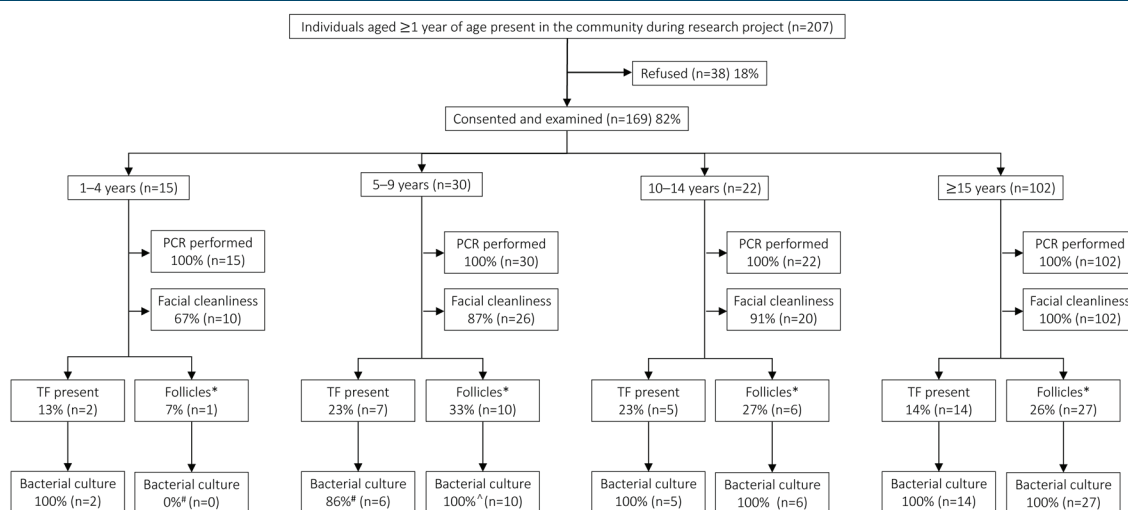 Individuals aged ≥1 year of age present in the community during research project (n=207)
Refused (n=38) 18%
Consented and examined (n=169) 82%
1–4 years (n=15)
5–9 years (n=30)
10–14 years (n=22)
≥15 years (n=102)
PCR performed
100% (n=15)
PCR performed
100% (n=30)
PCR performed
100% (n=22)
PCR performed
100% (n=102)
Facial cleanliness
67% (n=10)
Facial cleanliness
87% (n=26)
Facial cleanliness
91% (n=20)
Facial cleanliness
100% (n=102)
TF present
13% (n=2)
Follicles*
7% (n=1)
TF present
23% (n=7)
Follicles*
33% (n=10)
TF present
23% (n=5)
Follicles*
27% (n=6)
TF present
14% (n=14)
Follicles*
26% (n=27)
Bacterial culture
100% (n=2)
Bacterial culture
0%# (n=0)
Bacterial culture
86%# (n=6)
Bacterial culture
100%^ (n=10)
Bacterial culture
100% (n=5)
Bacterial culture
100% (n=6)
Bacterial culture
100% (n=14)
Bacterial culture
100% (n=27)